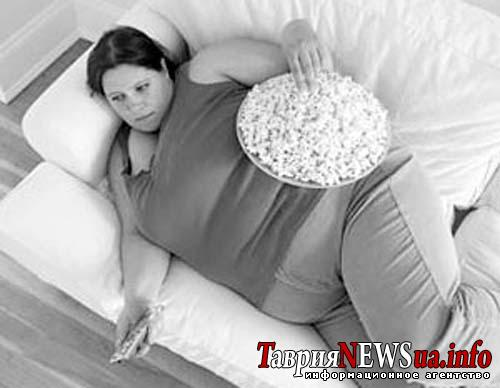 ТаврияNEWSua.info
информационное агентство